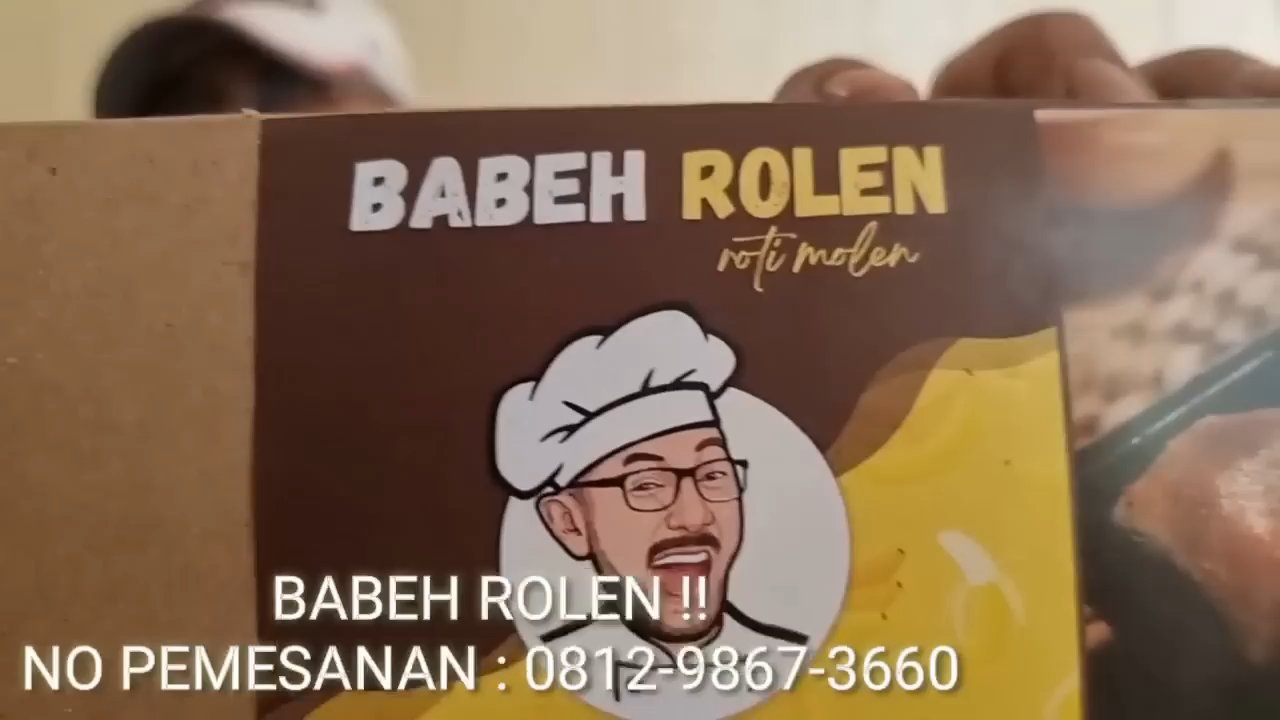 BABEH ROLEN
roti molen
BABEH ROLEN !!
NO PEMESANAN : 0812-9867-3660